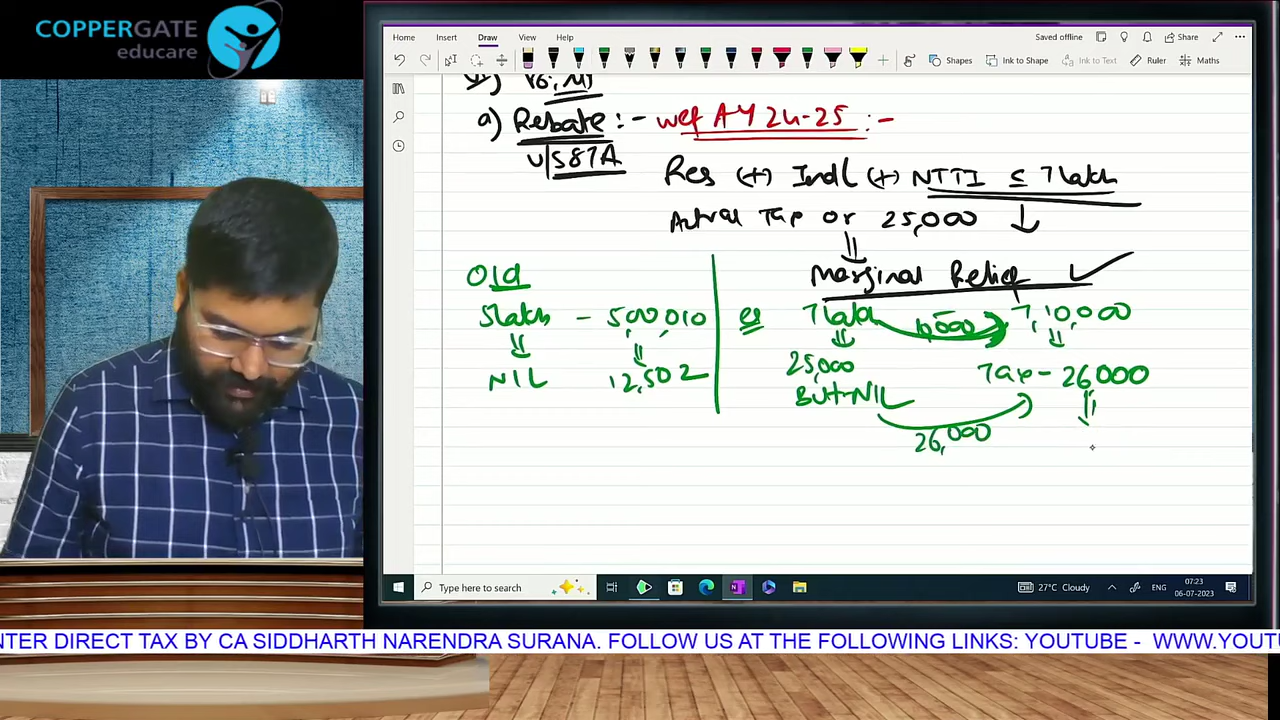 COPPERGATE
educare
Home Insert Draw View Help
Saved offline
Share
Shapes
Ink to Shape
Ink to Text
Ruler
Maths
a) Rebate :- wef AY 24-25 :-
u/s 87A
Res (+) Indl (+) NTTI ≤ 7 lakh
Actual Tax or 25,000 ↓
Marginal Relief ✓
Old
5 lakh - 5,00,010
NIL 12,502
eg 7 lakh 10,000 7,10,000
25,000
But NIL
Tax - 26,000
26,000
Type here to search
27°C Cloudy
ENG
07:23
06-07-2023
NTER DIRECT TAX BY CA SIDDHARTH NARENDRA SURANA. FOLLOW US AT THE FOLLOWING LINKS: YOUTUBE - WWW.YOUT